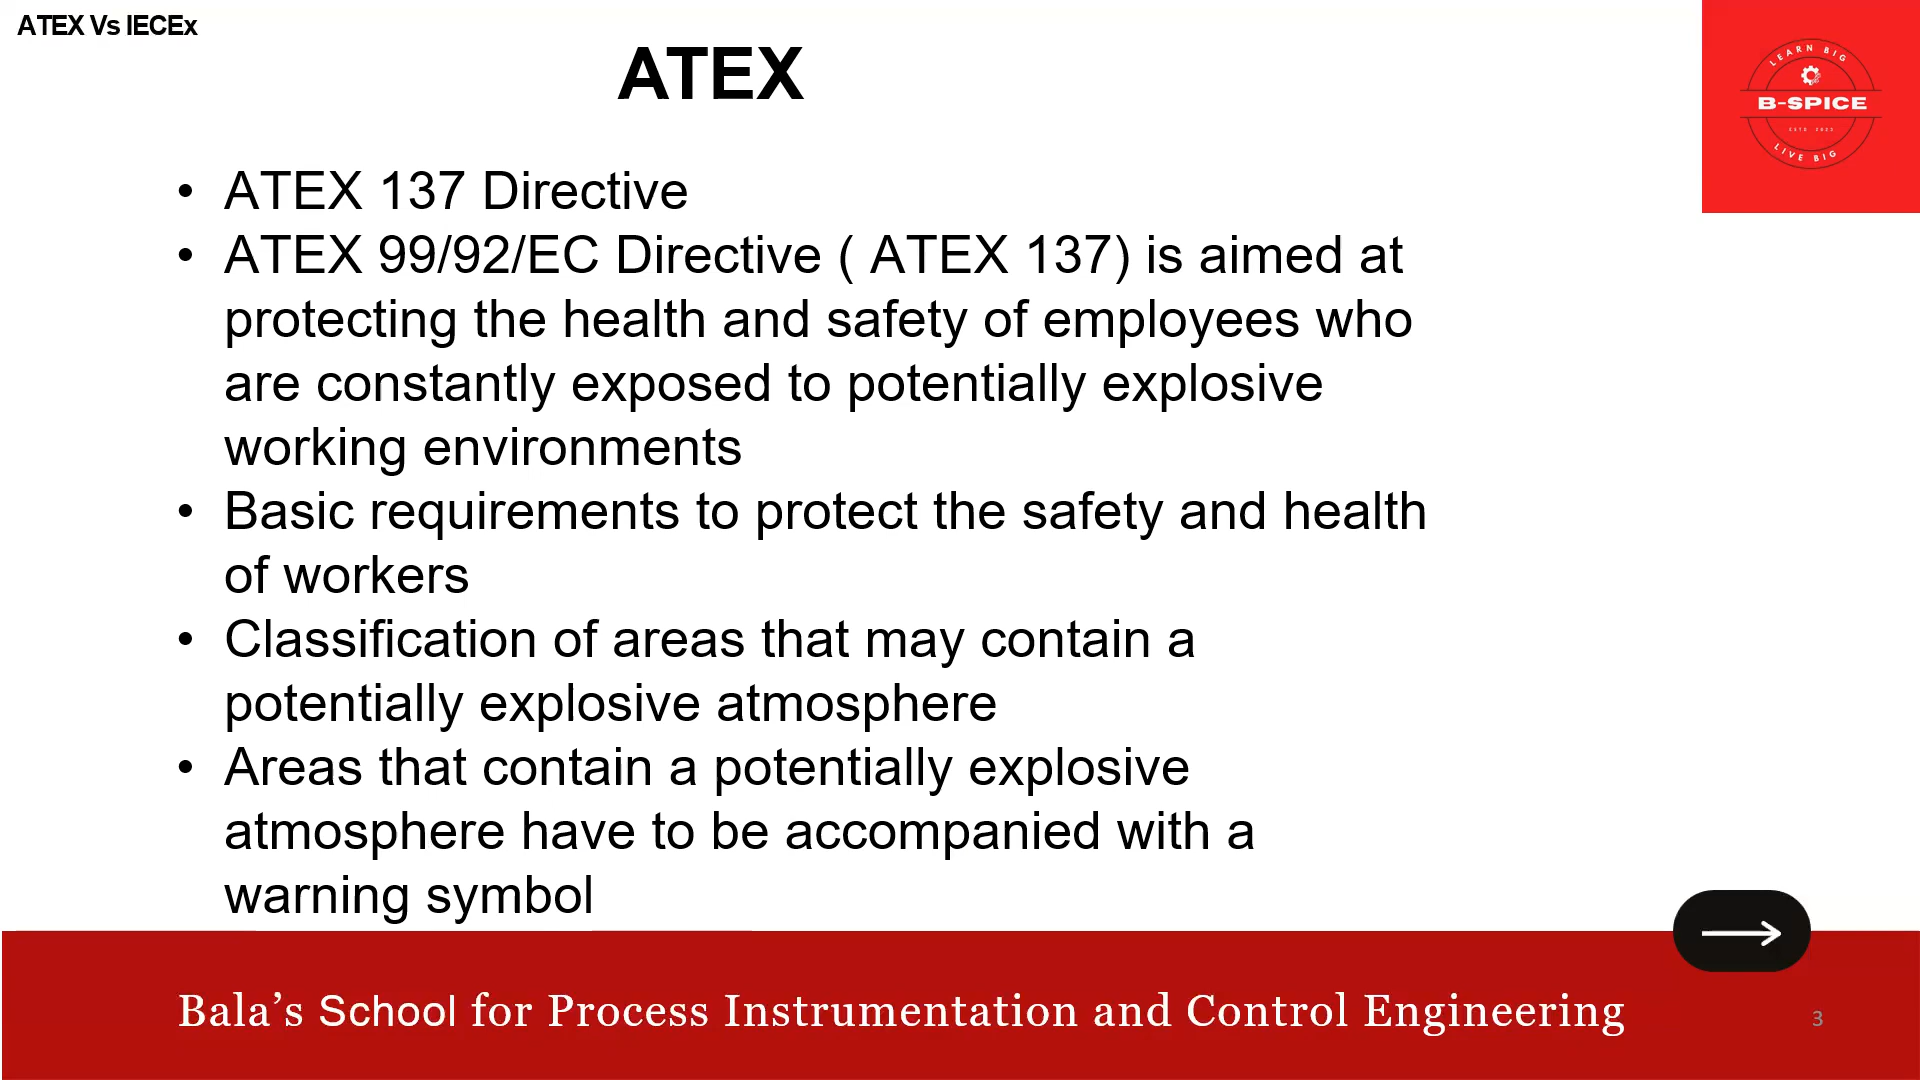 ATEX Vs IECEx
ATEX
LEARN BIG
B-SPICE
ESTD 2023
LIVE BIG
• ATEX 137 Directive
• ATEX 99/92/EC Directive ( ATEX 137) is aimed at
protecting the health and safety of employees who
are constantly exposed to potentially explosive
working environments
• Basic requirements to protect the safety and health
of workers
• Classification of areas that may contain a
potentially explosive atmosphere
• Areas that contain a potentially explosive
atmosphere have to be accompanied with a
warning symbol
Bala’s School for Process Instrumentation and Control Engineering
3